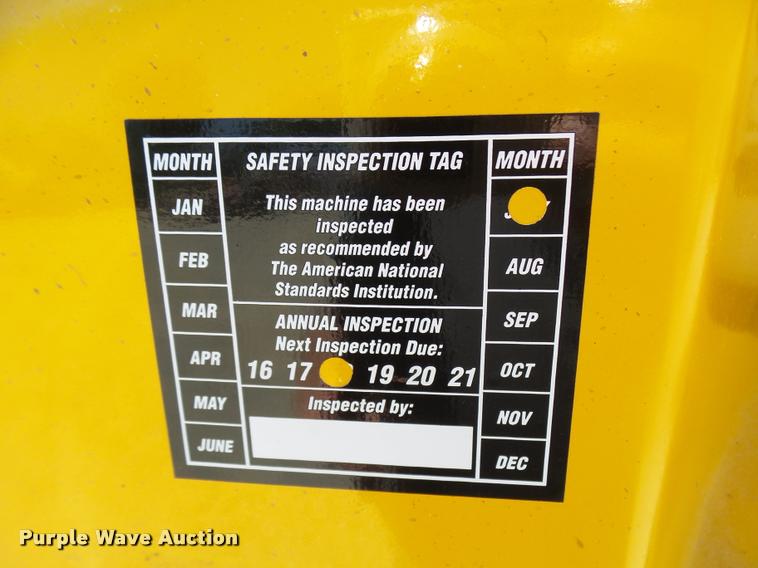 MONTH
JAN
FEB
MAR
APR
MAY
JUNE
SAFETY INSPECTION TAG
This machine has been
inspected
as recommended by
The American National
Standards Institution.
ANNUAL INSPECTION
Next Inspection Due:
16 17 19 20 21
Inspected by:
MONTH
AUG
SEP
OCT
NOV
DEC
Purple Wave Auction